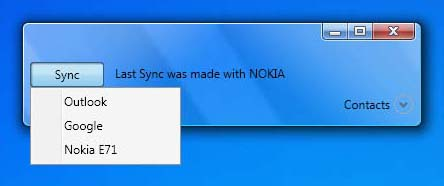 Sync
Last Sync was made with NOKIA
Outlook
Contacts
Google
Nokia E71